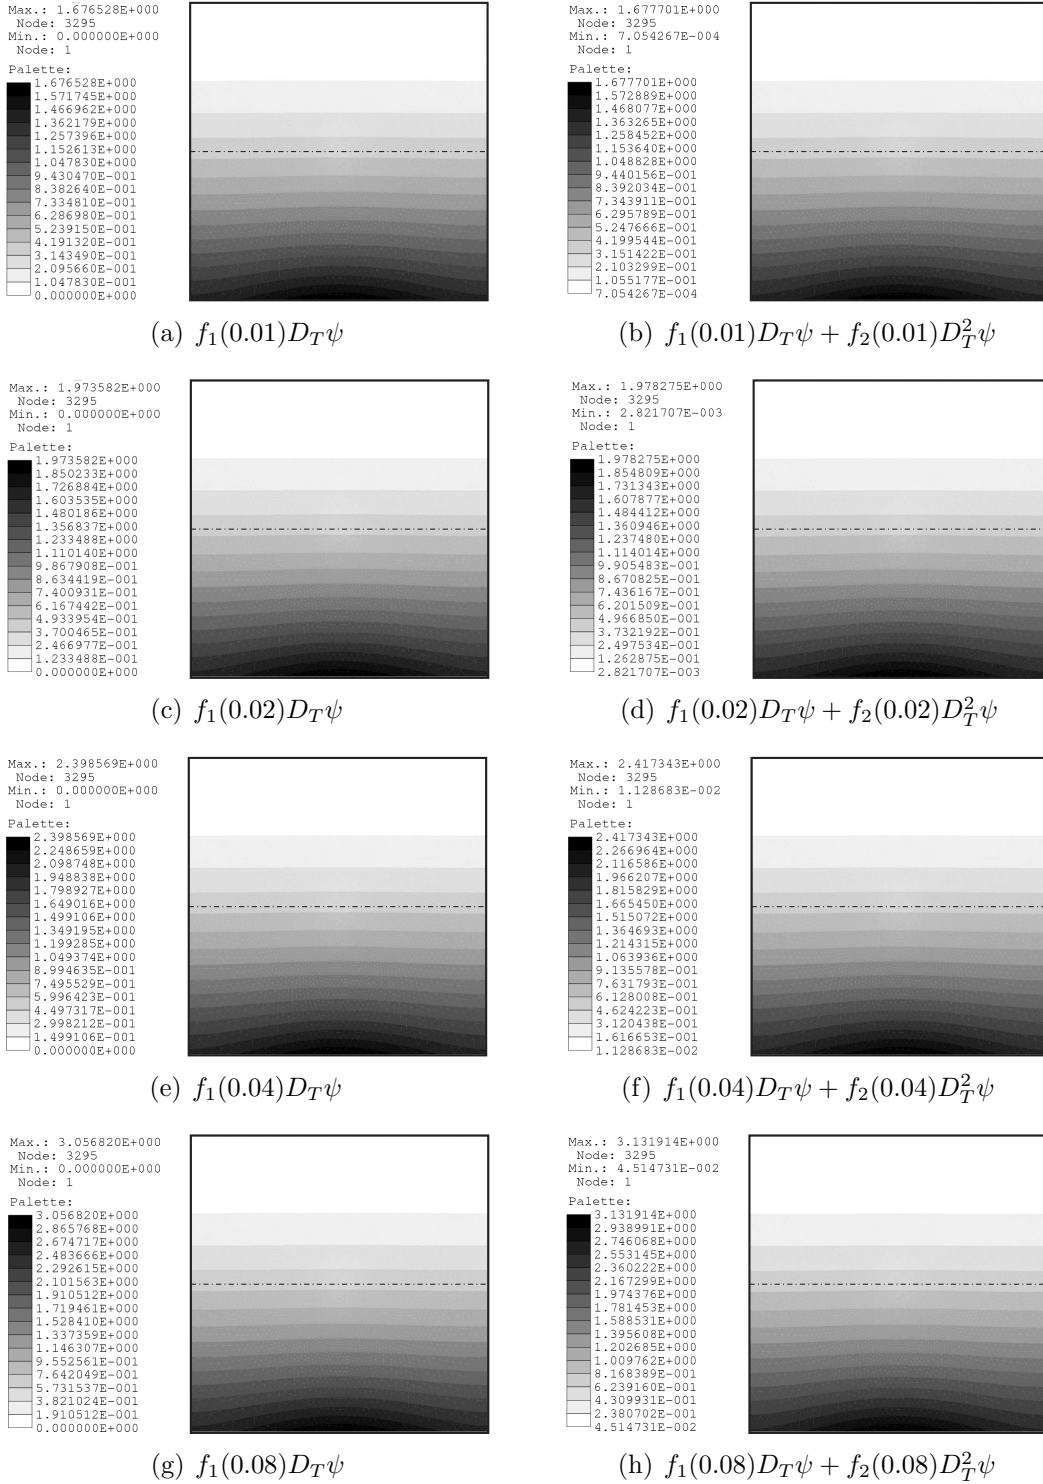 Max.: 1.676528E+000
Node: 3295
Min.: 0.000000E+000
Node: 1
Palette:
1.676528E+000
1.571745E+000
1.466962E+000
1.362179E+000
1.257396E+000
1.152613E+000
1.047830E+000
9.430470E-001
8.382640E-001
7.334810E-001
6.286980E-001
5.239150E-001
4.191320E-001
3.143490E-001
2.095660E-001
1.047830E-001
0.000000E+000
(a) f₁(0.01)D_Tψ
Max.: 1.677701E+000
Node: 3295
Min.: 7.054267E-004
Node: 1
Palette:
1.677701E+000
1.572889E+000
1.468077E+000
1.363265E+000
1.258452E+000
1.153640E+000
1.048828E+000
9.440156E-001
8.392034E-001
7.343911E-001
6.295789E-001
5.247666E-001
4.199544E-001
3.151422E-001
2.103299E-001
1.055177E-001
7.054267E-004
(b) f₁(0.01)D_Tψ + f₂(0.01)D_T²ψ
Max.: 1.973582E+000
Node: 3295
Min.: 0.000000E+000
Node: 1
Palette:
1.973582E+000
1.850233E+000
1.726884E+000
1.603535E+000
1.480186E+000
1.356837E+000
1.233488E+000
1.110140E+000
9.867908E-001
8.634419E-001
7.400931E-001
6.167442E-001
4.933954E-001
3.700465E-001
2.466977E-001
1.233488E-001
0.000000E+000
(c) f₁(0.02)D_Tψ
Max.: 1.978275E+000
Node: 3295
Min.: 2.821707E-003
Node: 1
Palette:
1.978275E+000
1.854809E+000
1.731343E+000
1.607877E+000
1.484412E+000
1.360946E+000
1.237480E+000
1.114014E+000
9.905483E-001
8.670825E-001
7.436167E-001
6.201509E-001
4.966850E-001
3.732192E-001
2.497534E-001
1.262875E-001
2.821707E-003
(d) f₁(0.02)D_Tψ + f₂(0.02)D_T²ψ
Max.: 2.398569E+000
Node: 3295
Min.: 0.000000E+000
Node: 1
Palette:
2.398569E+000
2.248659E+000
2.098748E+000
1.948838E+000
1.798927E+000
1.649016E+000
1.499106E+000
1.349195E+000
1.199285E+000
1.049374E+000
8.994635E-001
7.495529E-001
5.996423E-001
4.497317E-001
2.998212E-001
1.499106E-001
0.000000E+000
(e) f₁(0.04)D_Tψ
Max.: 2.417343E+000
Node: 3295
Min.: 1.128683E-002
Node: 1
Palette:
2.417343E+000
2.266964E+000
2.116586E+000
1.966207E+000
1.815829E+000
1.665450E+000
1.515072E+000
1.364693E+000
1.214315E+000
1.063936E+000
9.135578E-001
7.631793E-001
6.128008E-001
4.624223E-001
3.120438E-001
1.616653E-001
1.128683E-002
(f) f₁(0.04)D_Tψ + f₂(0.04)D_T²ψ
Max.: 3.056820E+000
Node: 3295
Min.: 0.000000E+000
Node: 1
Palette:
3.056820E+000
2.865768E+000
2.674717E+000
2.483666E+000
2.292615E+000
2.101563E+000
1.910512E+000
1.719461E+000
1.528410E+000
1.337359E+000
1.146307E+000
9.552561E-001
7.642049E-001
5.731537E-001
3.821024E-001
1.910512E-001
0.000000E+000
(g) f₁(0.08)D_Tψ
Max.: 3.131914E+000
Node: 3295
Min.: 4.514731E-002
Node: 1
Palette:
3.131914E+000
2.938991E+000
2.746068E+000
2.553145E+000
2.360222E+000
2.167299E+000
1.974376E+000
1.781453E+000
1.588531E+000
1.395608E+000
1.202685E+000
1.009762E+000
8.168389E-001
6.239160E-001
4.309931E-001
2.380702E-001
4.514731E-002
(h) f₁(0.08)D_Tψ + f₂(0.08)D_T²ψ